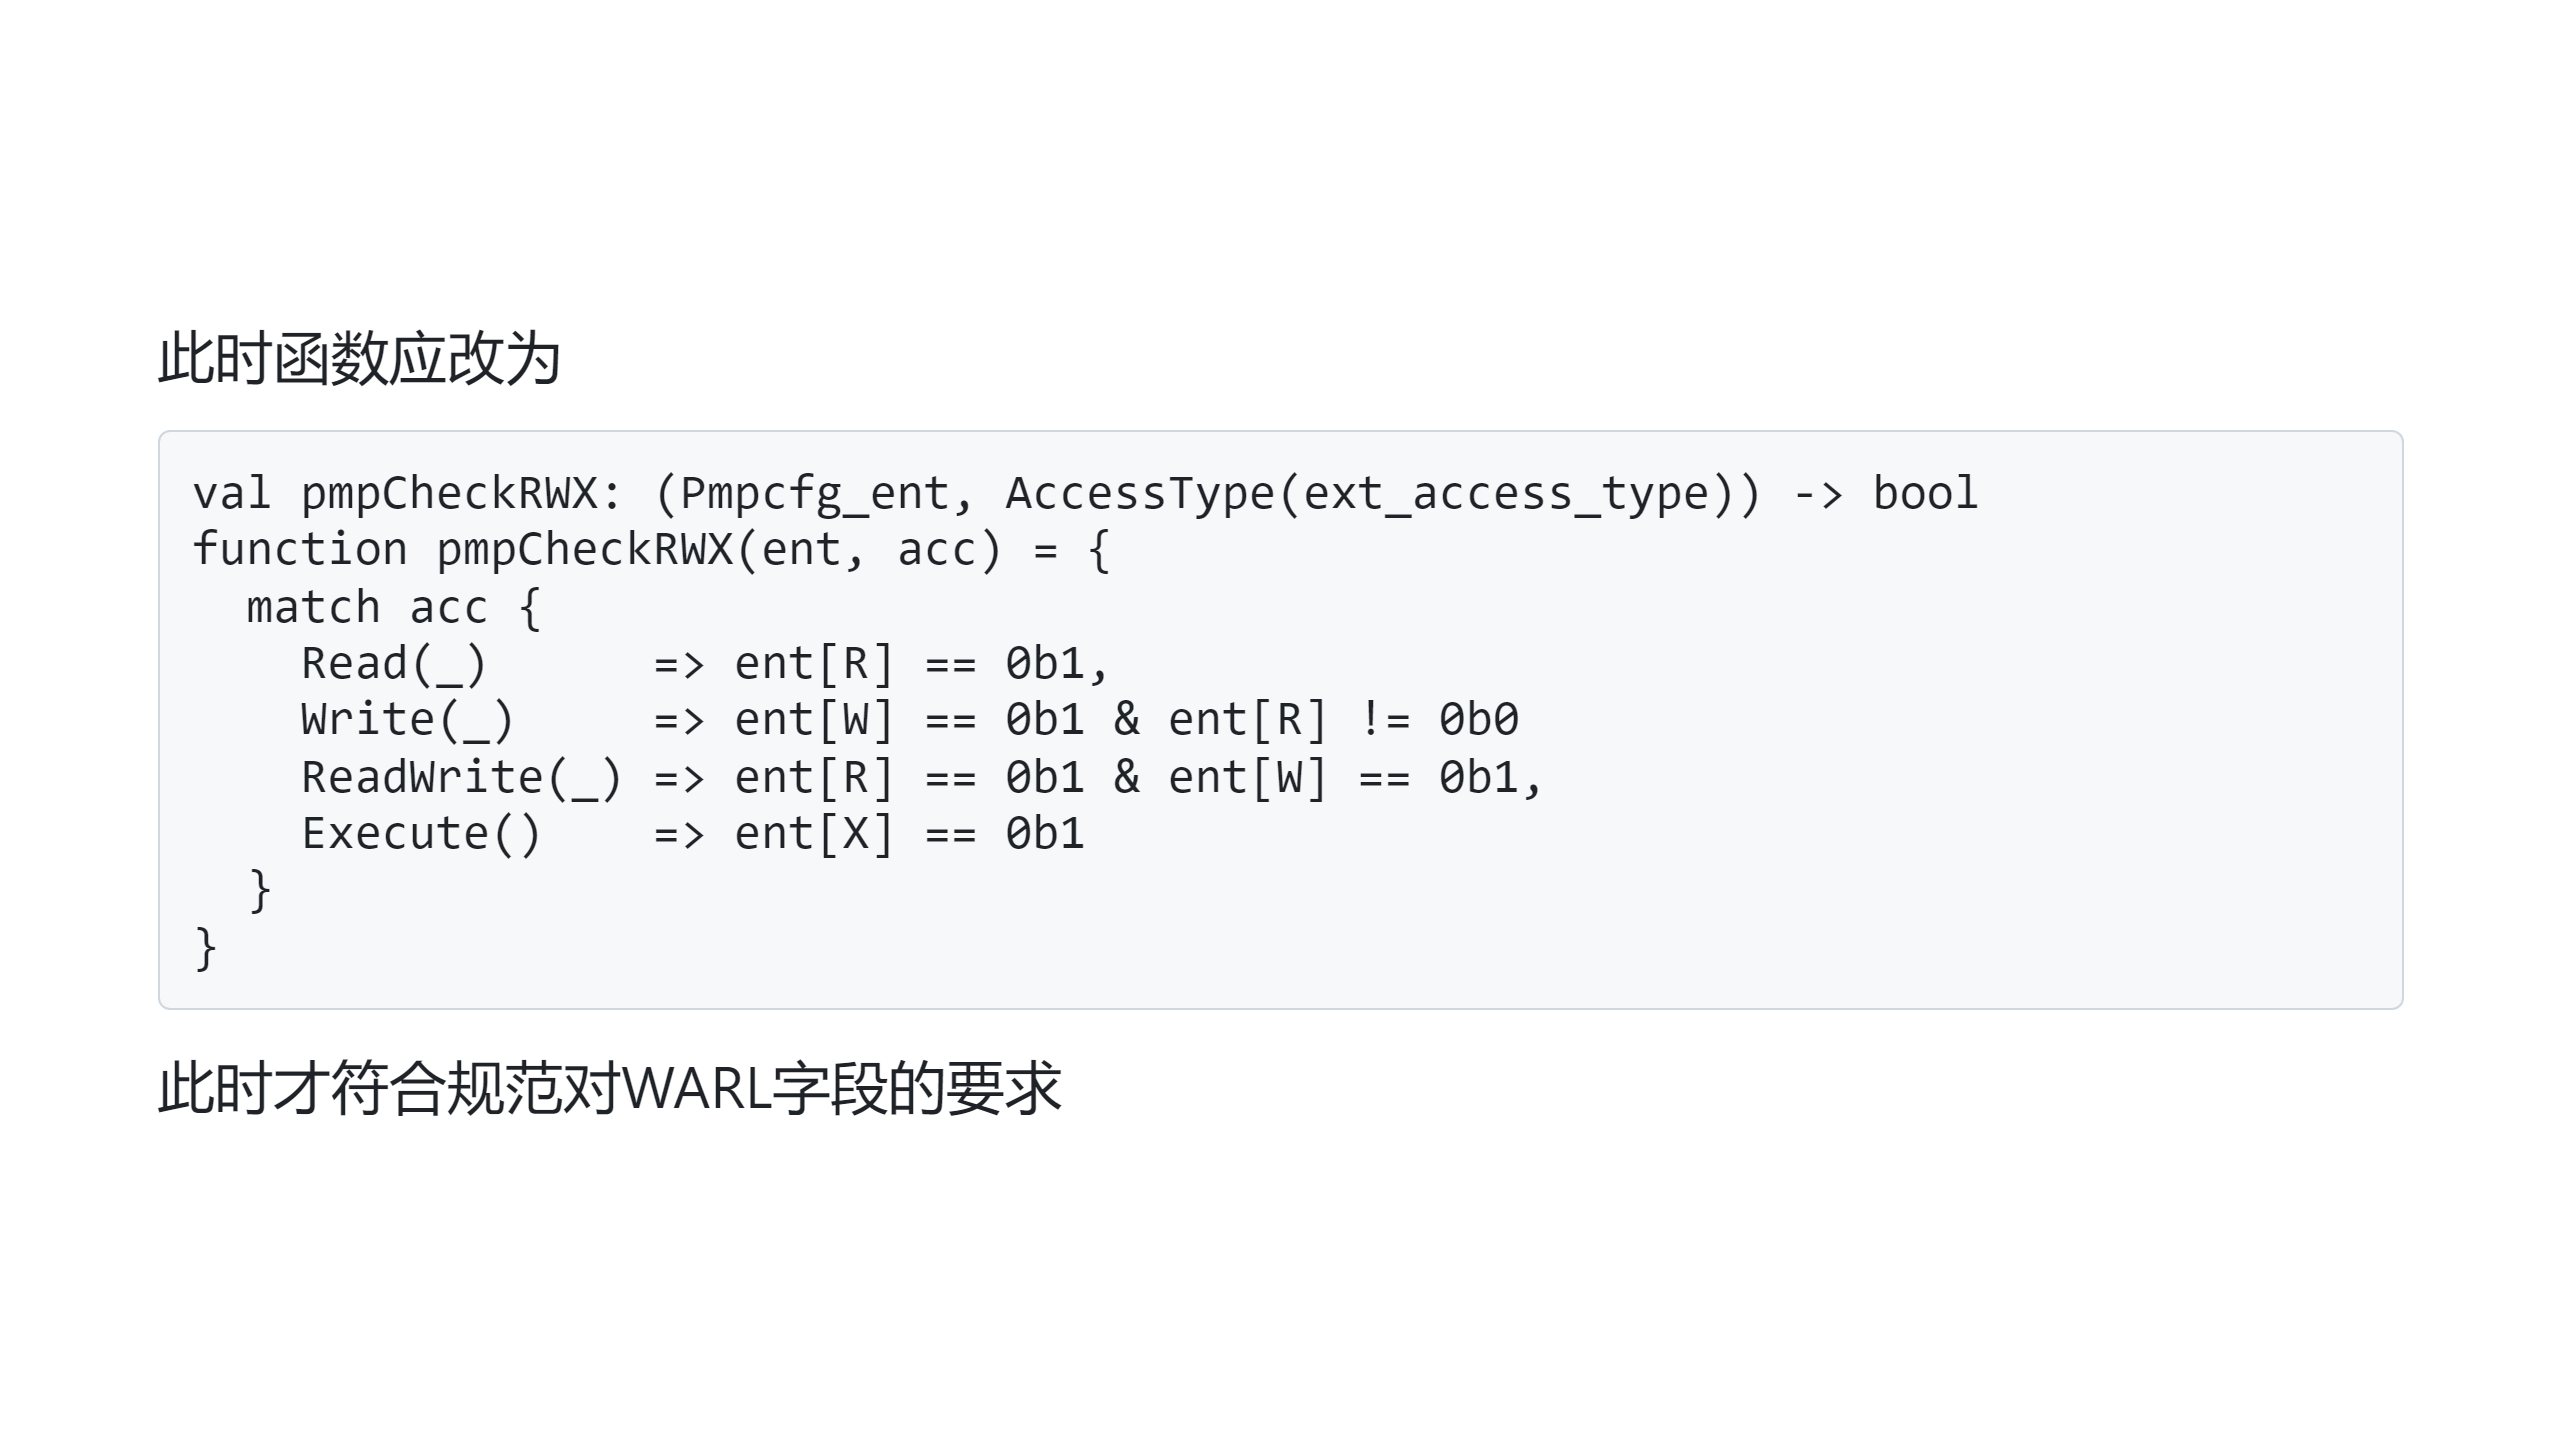 此时函数应改为
val pmpCheckRWX: (Pmpcfg_ent, AccessType(ext_access_type)) -> bool
function pmpCheckRWX(ent, acc) = {
  match acc {
    Read(_)      => ent[R] == 0b1,
    Write(_)     => ent[W] == 0b1 & ent[R] != 0b0
    ReadWrite(_) => ent[R] == 0b1 & ent[W] == 0b1,
    Execute()    => ent[X] == 0b1
  }
}
此时才符合规范对WARL字段的要求